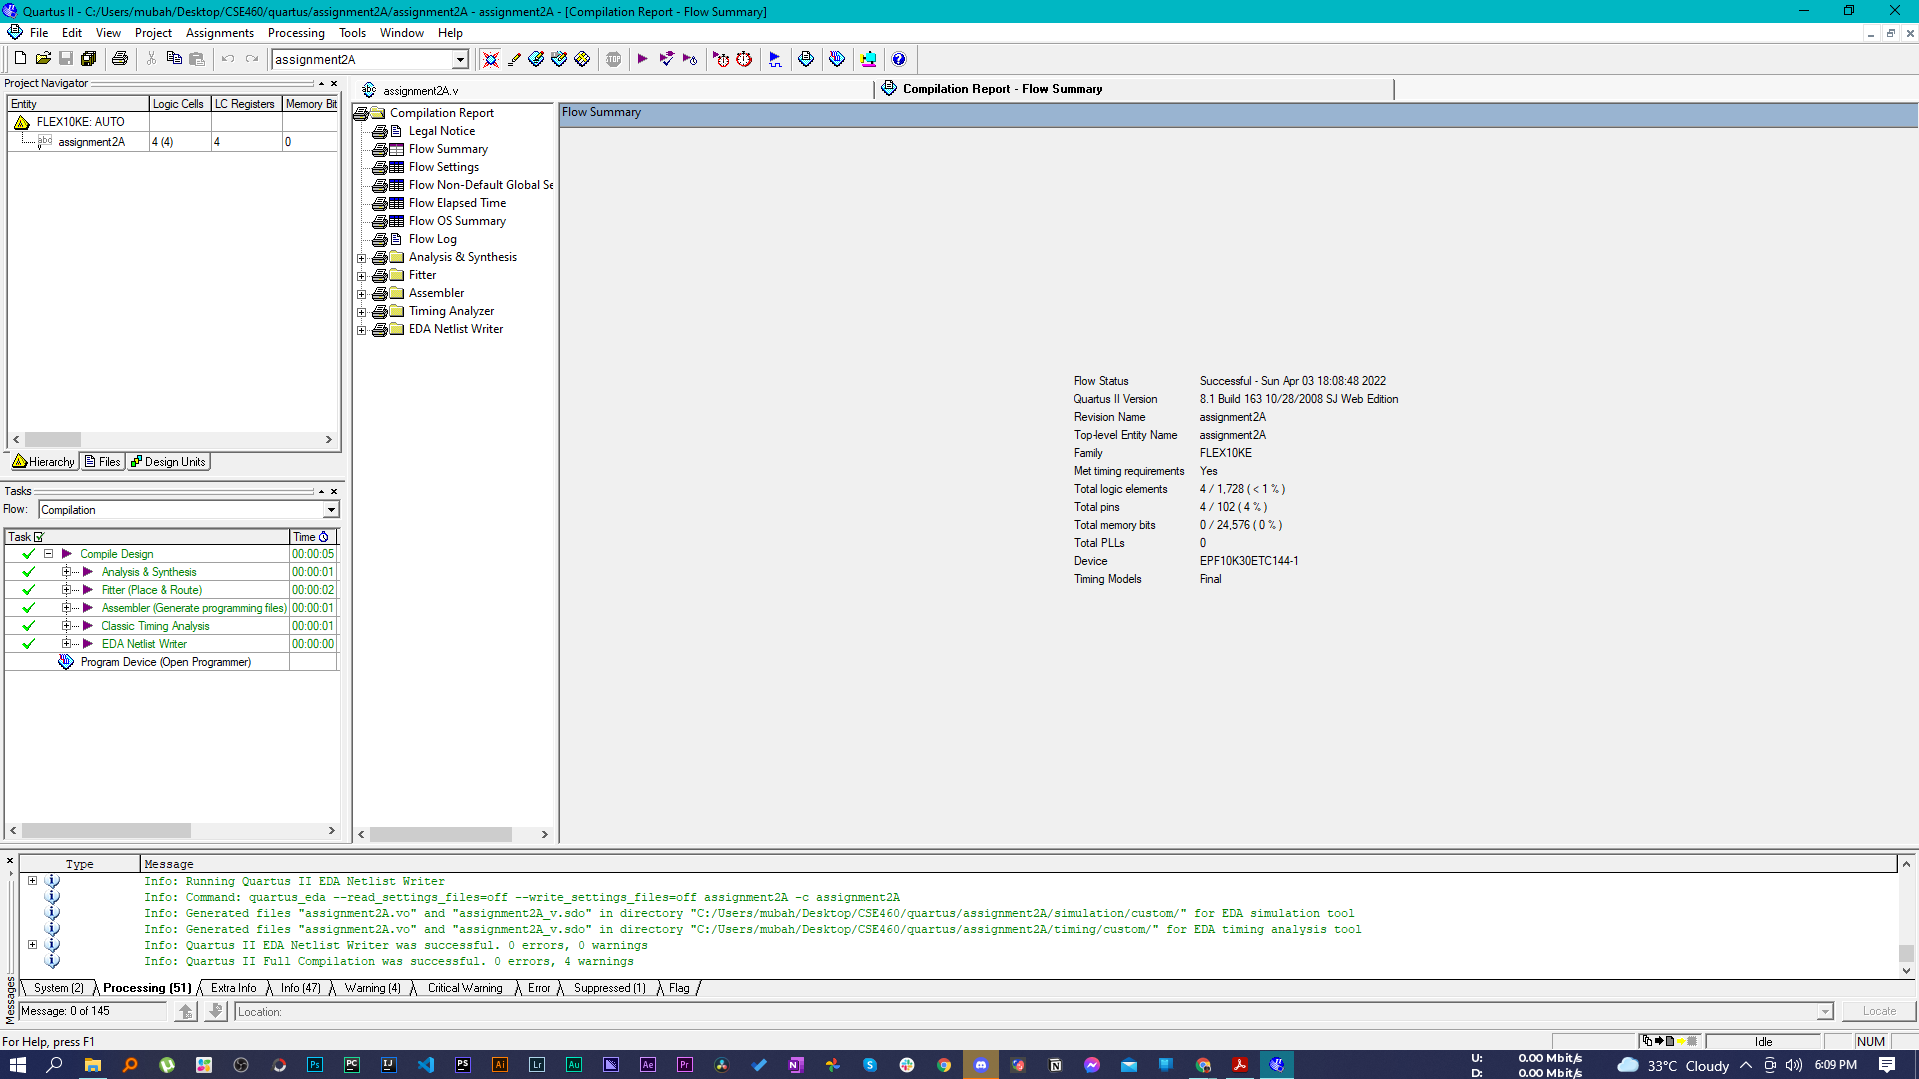 Quartus II - C:/Users/mubah/Desktop/CSE460/quartus/assignment2A/assignment2A - assignment2A - [Compilation Report - Flow Summary]
File Edit View Project Assignments Processing Tools Window Help
assignment2A
Project Navigator
Entity Logic Cells LC Registers Memory Bit
FLEX10KE: AUTO
assignment2A 4 (4) 4 0
Hierarchy Files Design Units
Tasks
Flow: Compilation
Task Time
Compile Design 00:00:05
Analysis & Synthesis 00:00:01
Fitter (Place & Route) 00:00:02
Assembler (Generate programming files) 00:00:01
Classic Timing Analysis 00:00:01
EDA Netlist Writer 00:00:00
Program Device (Open Programmer)
assignment2A.v
Compilation Report - Flow Summary
Compilation Report
Legal Notice
Flow Summary
Flow Settings
Flow Non-Default Global Se
Flow Elapsed Time
Flow OS Summary
Flow Log
Analysis & Synthesis
Fitter
Assembler
Timing Analyzer
EDA Netlist Writer
Flow Summary
Flow Status Successful - Sun Apr 03 18:08:48 2022
Quartus II Version 8.1 Build 163 10/28/2008 SJ Web Edition
Revision Name assignment2A
Top-level Entity Name assignment2A
Family FLEX10KE
Met timing requirements Yes
Total logic elements 4 / 1,728 ( < 1 % )
Total pins 4 / 102 ( 4 % )
Total memory bits 0 / 24,576 ( 0 % )
Total PLLs 0
Device EPF10K30ETC144-1
Timing Models Final
Type Message
Info: Running Quartus II EDA Netlist Writer
Info: Command: quartus_eda --read_settings_files=off --write_settings_files=off assignment2A -c assignment2A
Info: Generated files "assignment2A.vo" and "assignment2A_v.sdo" in directory "C:/Users/mubah/Desktop/CSE460/quartus/assignment2A/simulation/custom/" for EDA simulation tool
Info: Generated files "assignment2A.vo" and "assignment2A_v.sdo" in directory "C:/Users/mubah/Desktop/CSE460/quartus/assignment2A/timing/custom/" for EDA timing analysis tool
Info: Quartus II EDA Netlist Writer was successful. 0 errors, 0 warnings
Info: Quartus II Full Compilation was successful. 0 errors, 4 warnings
System (2) Processing (51) Extra Info Info (47) Warning (4) Critical Warning Error Suppressed (1) Flag
Messages
Message: 0 of 145 Location: Locate
For Help, press F1 Idle NUM
U: 0.00 Mbit/s
D: 0.00 Mbit/s
33°C Cloudy 6:09 PM